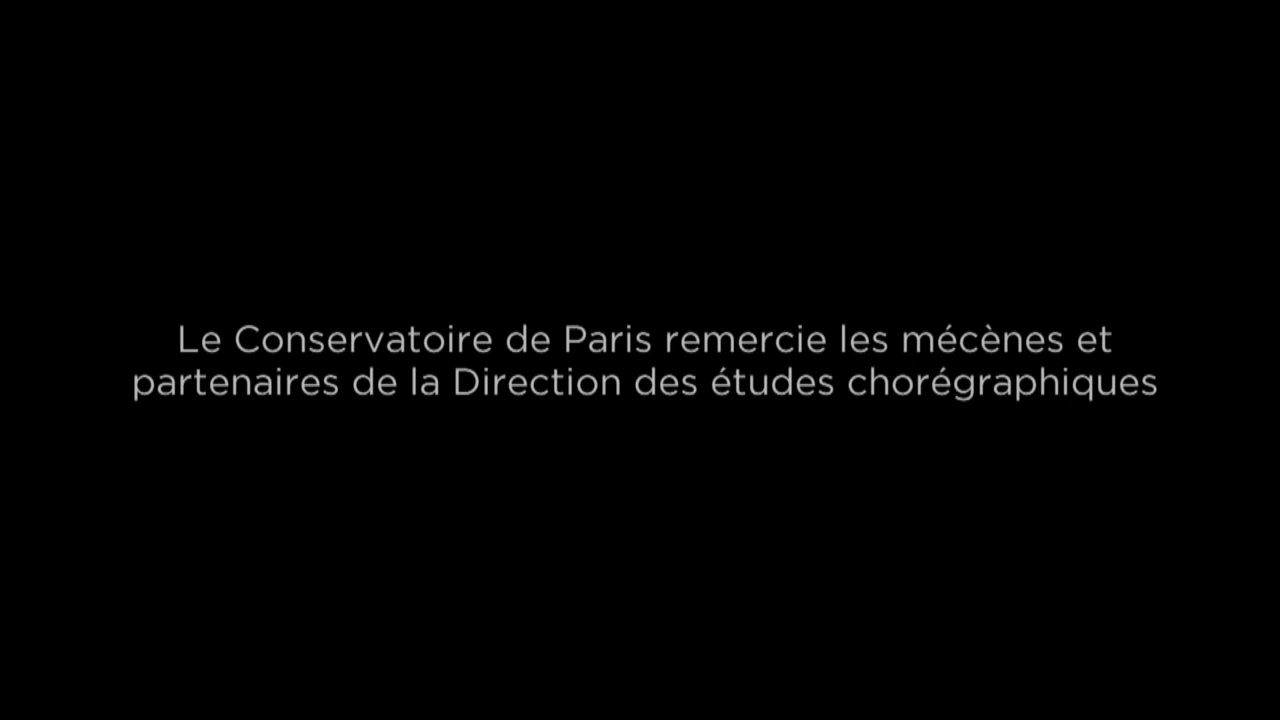 Le Conservatoire de Paris remercie les mécènes et
partenaires de la Direction des études chorégraphiques